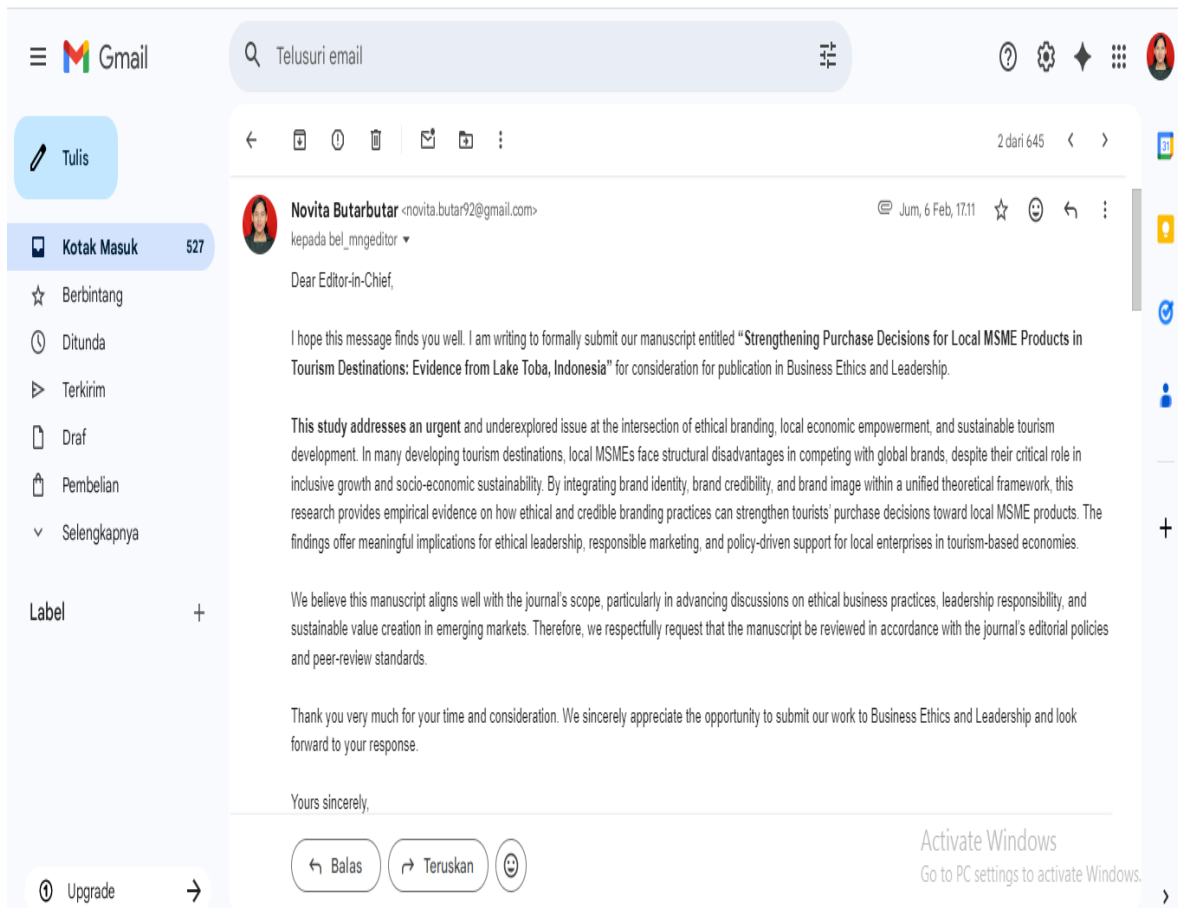 Gmail
Telusuri email
Tulis
2 dari 645
Kotak Masuk 527
Berbintang
Ditunda
Terkirim
Draf
Pembelian
Selengkapnya
Label
Upgrade
Novita Butarbutar <novita.butar92@gmail.com>
Jum, 6 Feb, 17.11
kepada bel_mngeditor
Dear Editor-in-Chief,
I hope this message finds you well. I am writing to formally submit our manuscript entitled “Strengthening Purchase Decisions for Local MSME Products in
Tourism Destinations: Evidence from Lake Toba, Indonesia” for consideration for publication in Business Ethics and Leadership.
This study addresses an urgent and underexplored issue at the intersection of ethical branding, local economic empowerment, and sustainable tourism
development. In many developing tourism destinations, local MSMEs face structural disadvantages in competing with global brands, despite their critical role in
inclusive growth and socio-economic sustainability. By integrating brand identity, brand credibility, and brand image within a unified theoretical framework, this
research provides empirical evidence on how ethical and credible branding practices can strengthen tourists’ purchase decisions toward local MSME products. The
findings offer meaningful implications for ethical leadership, responsible marketing, and policy-driven support for local enterprises in tourism-based economies.
We believe this manuscript aligns well with the journal’s scope, particularly in advancing discussions on ethical business practices, leadership responsibility, and
sustainable value creation in emerging markets. Therefore, we respectfully request that the manuscript be reviewed in accordance with the journal’s editorial policies
and peer-review standards.
Thank you very much for your time and consideration. We sincerely appreciate the opportunity to submit our work to Business Ethics and Leadership and look
forward to your response.
Yours sincerely,
Balas
Teruskan
Activate Windows
Go to PC settings to activate Windows.
31